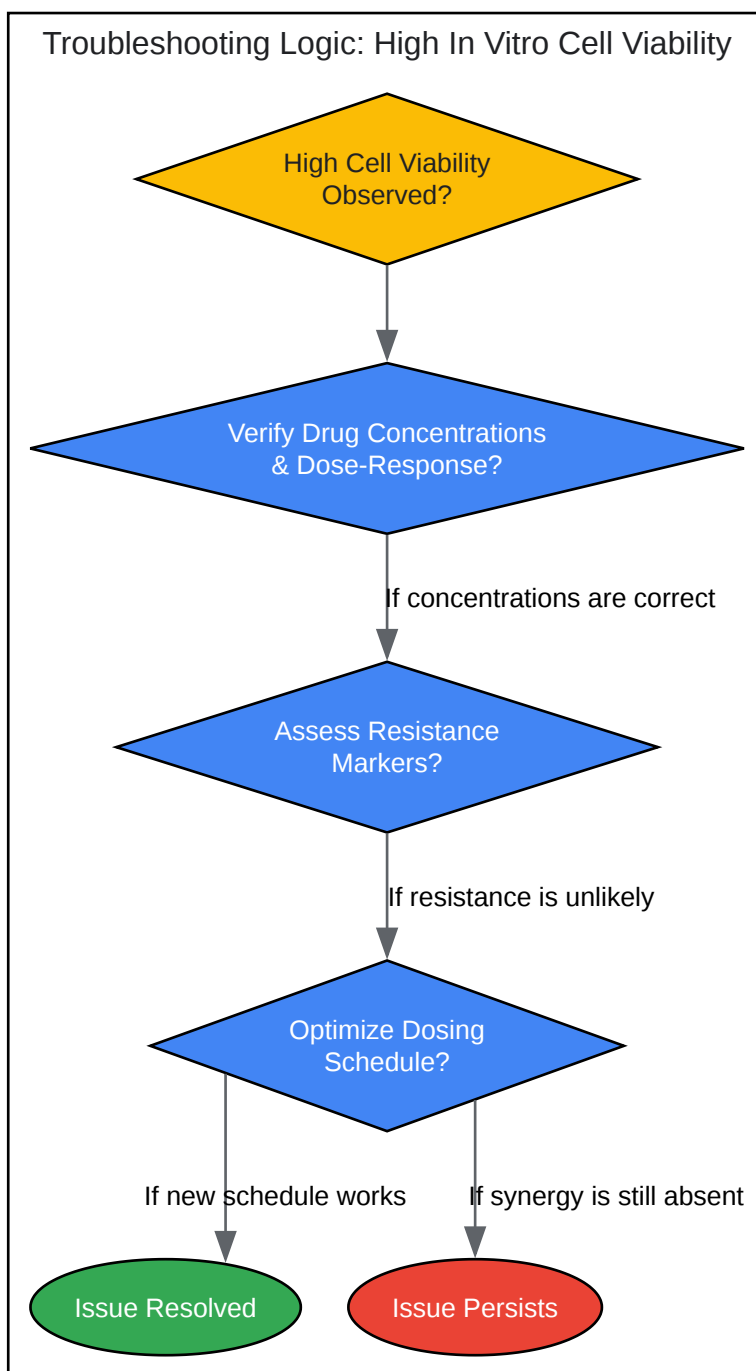 Troubleshooting Logic: High In Vitro Cell Viability
High Cell Viability
Observed?
Verify Drug Concentrations
& Dose-Response?
If concentrations are correct
Assess Resistance
Markers?
If resistance is unlikely
Optimize Dosing
Schedule?
If new schedule works
If synergy is still absent
Issue Resolved
Issue Persists